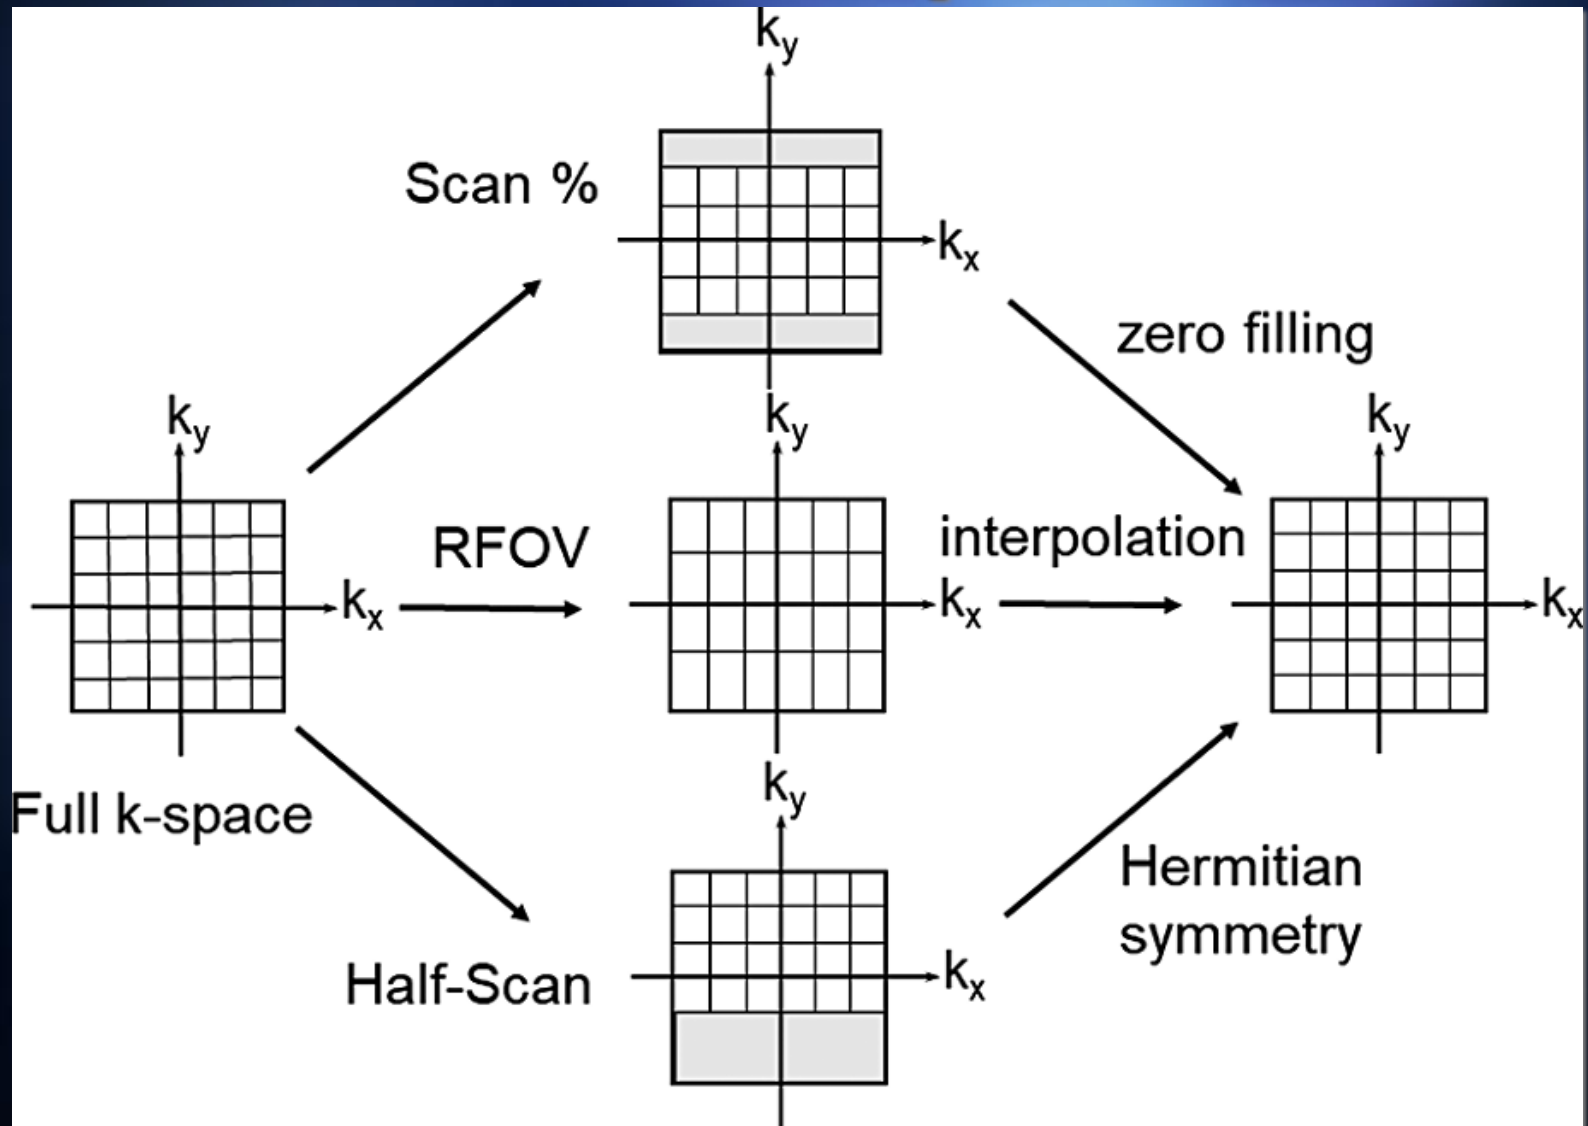 ky
Scan %
kx
zero filling
ky
ky
ky
RFOV
interpolation
kx
kx
kx
Full k-space
ky
Hermitian
symmetry
Half-Scan
kx